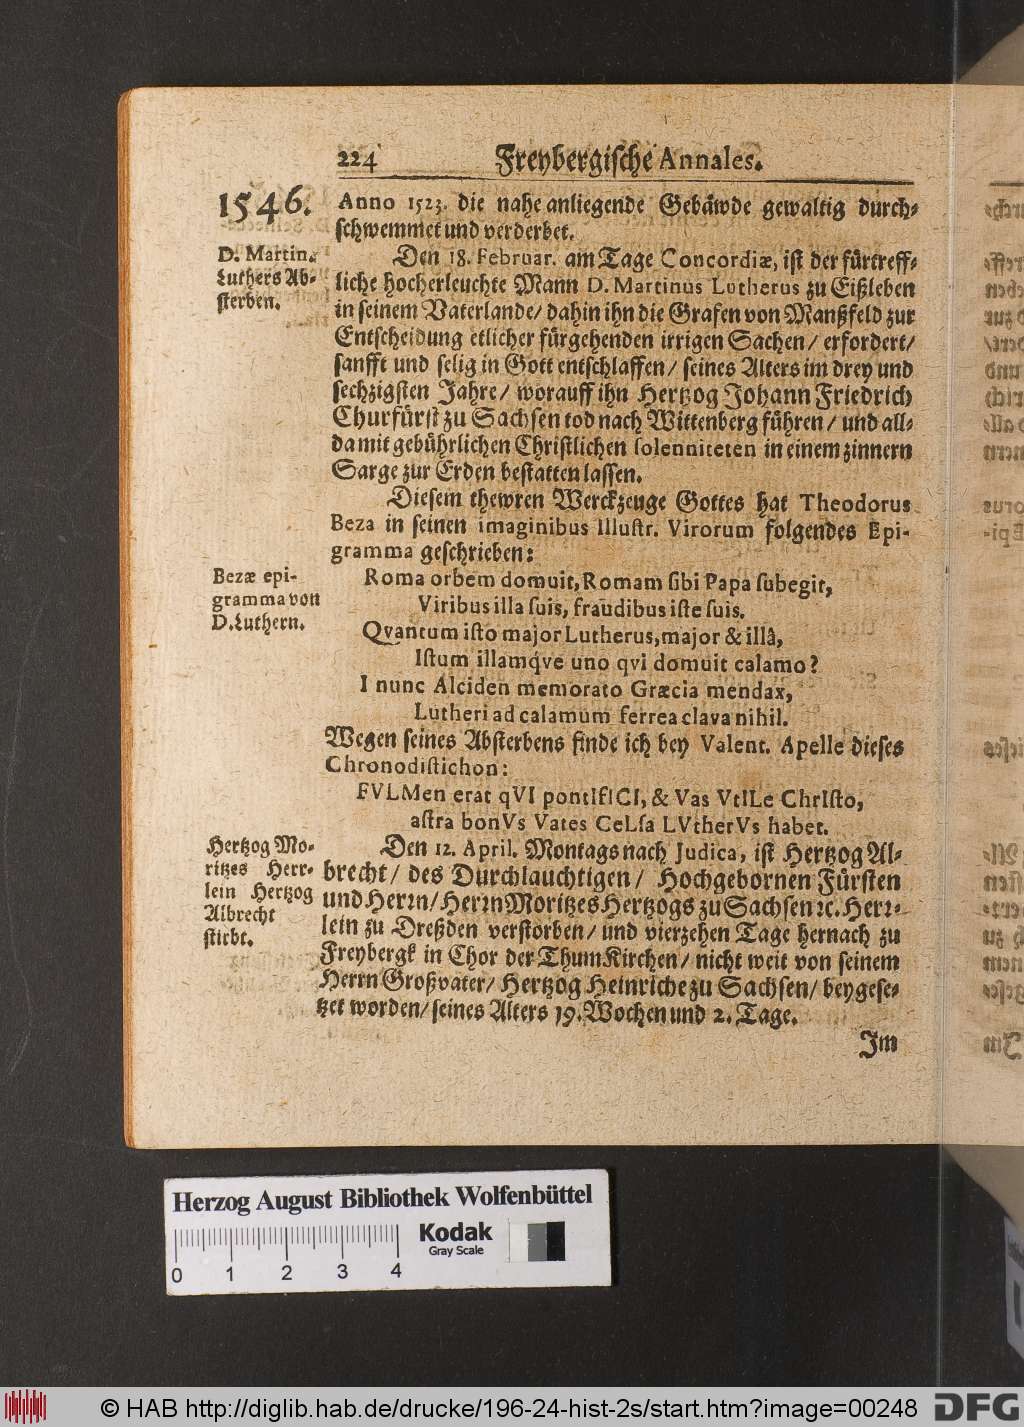 224 Freybergische Annales.
1546.
Anno 1523. die nahe anliegende Gebäwde gewaltig durch-
schwemmet und verderbet.
D. Martin.
Luthers Ab-
sterben.
Den 18. Februar. am Tage Concordiæ, ist der fürtreff-
liche hocherleuchte Mann D. Martinus Lutherus zu Eißleben
in seinem Vaterlande/ dahin ihn die Grafen von Manßfeld zur
Entscheidung etlicher fürgehenden irrigen Sachen/ erfordert/
sanfft und selig in Gott entschlaffen/ seines Alters im drey und
sechzigsten Jahre/ worauff ihn Hertzog Johann Friedrich
Churfürst zu Sachsen tod nach Wittenberg führen/ und all-
da mit gebührlichen Christlichen solenniteten in einem zinnern
Sarge zur Erden bestatten lassen.
Diesem thewren Werckzeuge Gottes hat Theodorus
Beza in seinen imaginibus Illustr. Virorum folgendes Epi-
gramma geschrieben:
Bezæ epi-
gramma von
D. Luthern.
Roma orbem domuit, Romam sibi Papa subegit,
Viribus illa suis, fraudibus iste suis.
Qvantum isto major Lutherus, major & illâ,
Istum illamq́ve uno qvi domuit calamo?
I nunc Alciden memorato Græcia mendax,
Lutheri ad calamum ferrea clava nihil.
Wegen seines Absterbens finde ich bey Valent. Apelle dieses
Chronodistichon:
FVLMen erat qVI pontIfICI, & Vas VtILe ChrIsto,
astra bonVs Vates CeLsa LVtherVs habet.
Hertzog Mo-
ritzes Herr-
lein Hertzog
Albrecht
stirbt.
Den 12. April. Montags nach Judica, ist Hertzog Al-
brecht/ des Durchlauchtigen/ Hochgebornen Fürsten
und Herrn/ Herrn Moritzes Hertzogs zu Sachsen ꝛc. Herr-
lein zu Dreßden verstorben/ und vierzehen Tage hernach zu
Freybergk in Chor der ThumKirchen/ nicht weit von seinem
Herrn Großvater/ Hertzog Heinriche zu Sachsen/ beygese-
tzet worden/ seines Alters 19. Wochen und 2. Tage.
Im
Herzog August Bibliothek Wolfenbüttel
Kodak
Gray Scale
0 1 2 3 4
© HAB http://diglib.hab.de/drucke/196-24-hist-2s/start.htm?image=00248
DFG